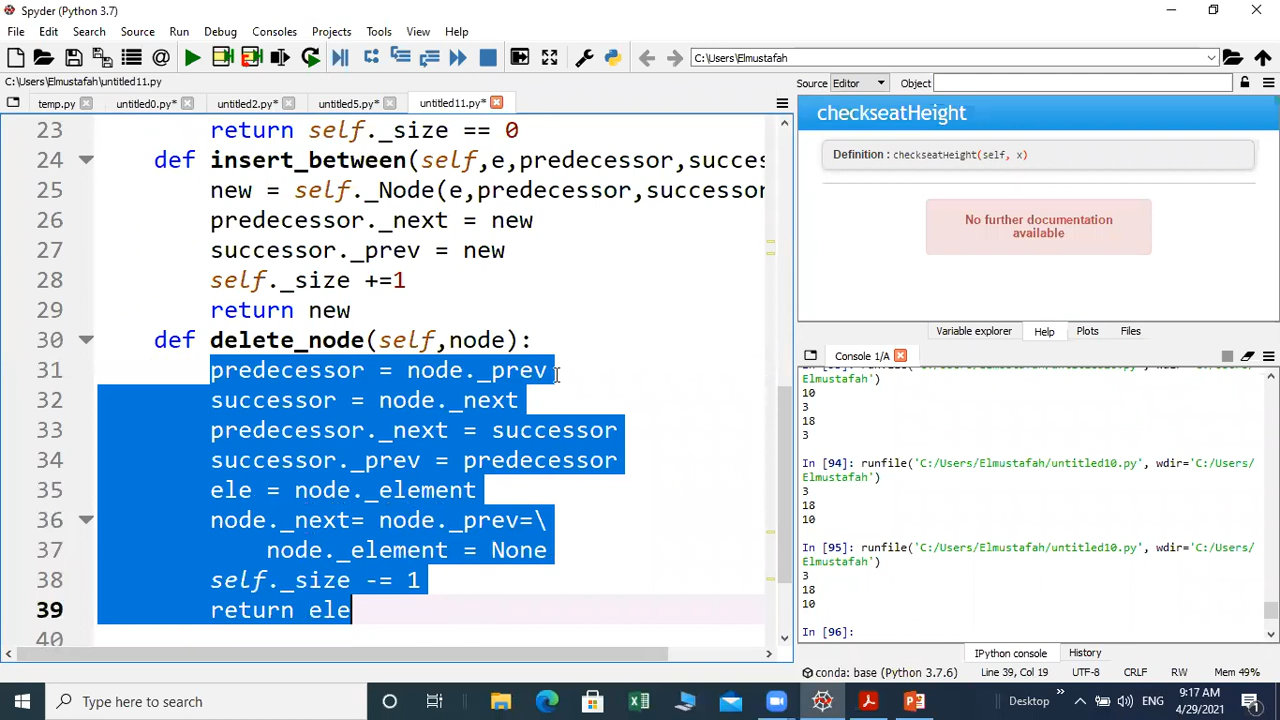 Spyder (Python 3.7)
File Edit Search Source Run Debug Consoles Projects Tools View Help
C:\Users\Elmustafah
C:\Users\Elmustafah\untitled11.py
temp.py untitled0.py* untitled2.py* untitled5.py* untitled11.py*
23 return self._size == 0
24 def insert_between(self,e,predecessor,succes
25 new = self._Node(e,predecessor,successor
26 predecessor._next = new
27 successor._prev = new
28 self._size +=1
29 return new
30 def delete_node(self,node):
31 predecessor = node._prev
32 successor = node._next
33 predecessor._next = successor
34 successor._prev = predecessor
35 ele = node._element
36 node._next= node._prev=\
37 node._element = None
38 self._size -= 1
39 return ele
40
Source Editor Object
checkseatHeight
Definition : checkseatHeight(self, x)
No further documentation
available
Variable explorer Help Plots Files
Console 1/A
Elmustafah')
10
3
18
3
In [94]: runfile('C:/Users/Elmustafah/untitled10.py', wdir='C:/Users/
Elmustafah')
3
18
10
In [95]: runfile('C:/Users/Elmustafah/untitled10.py', wdir='C:/Users/
Elmustafah')
3
18
10
In [96]:
IPython console History
conda: base (Python 3.7.6) Line 39, Col 19 UTF-8 CRLF RW Mem 49%
Type here to search
Desktop
ENG
9:17 AM
4/29/2021
1